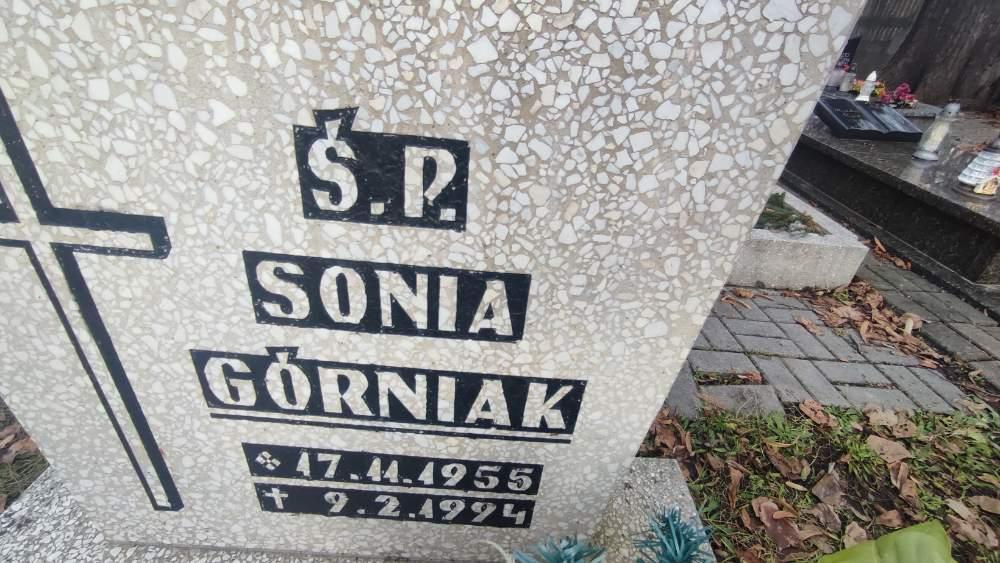 Ś.P.
SONIA
GÓRNIAK
17.11.1955
✝ 9.2.1994